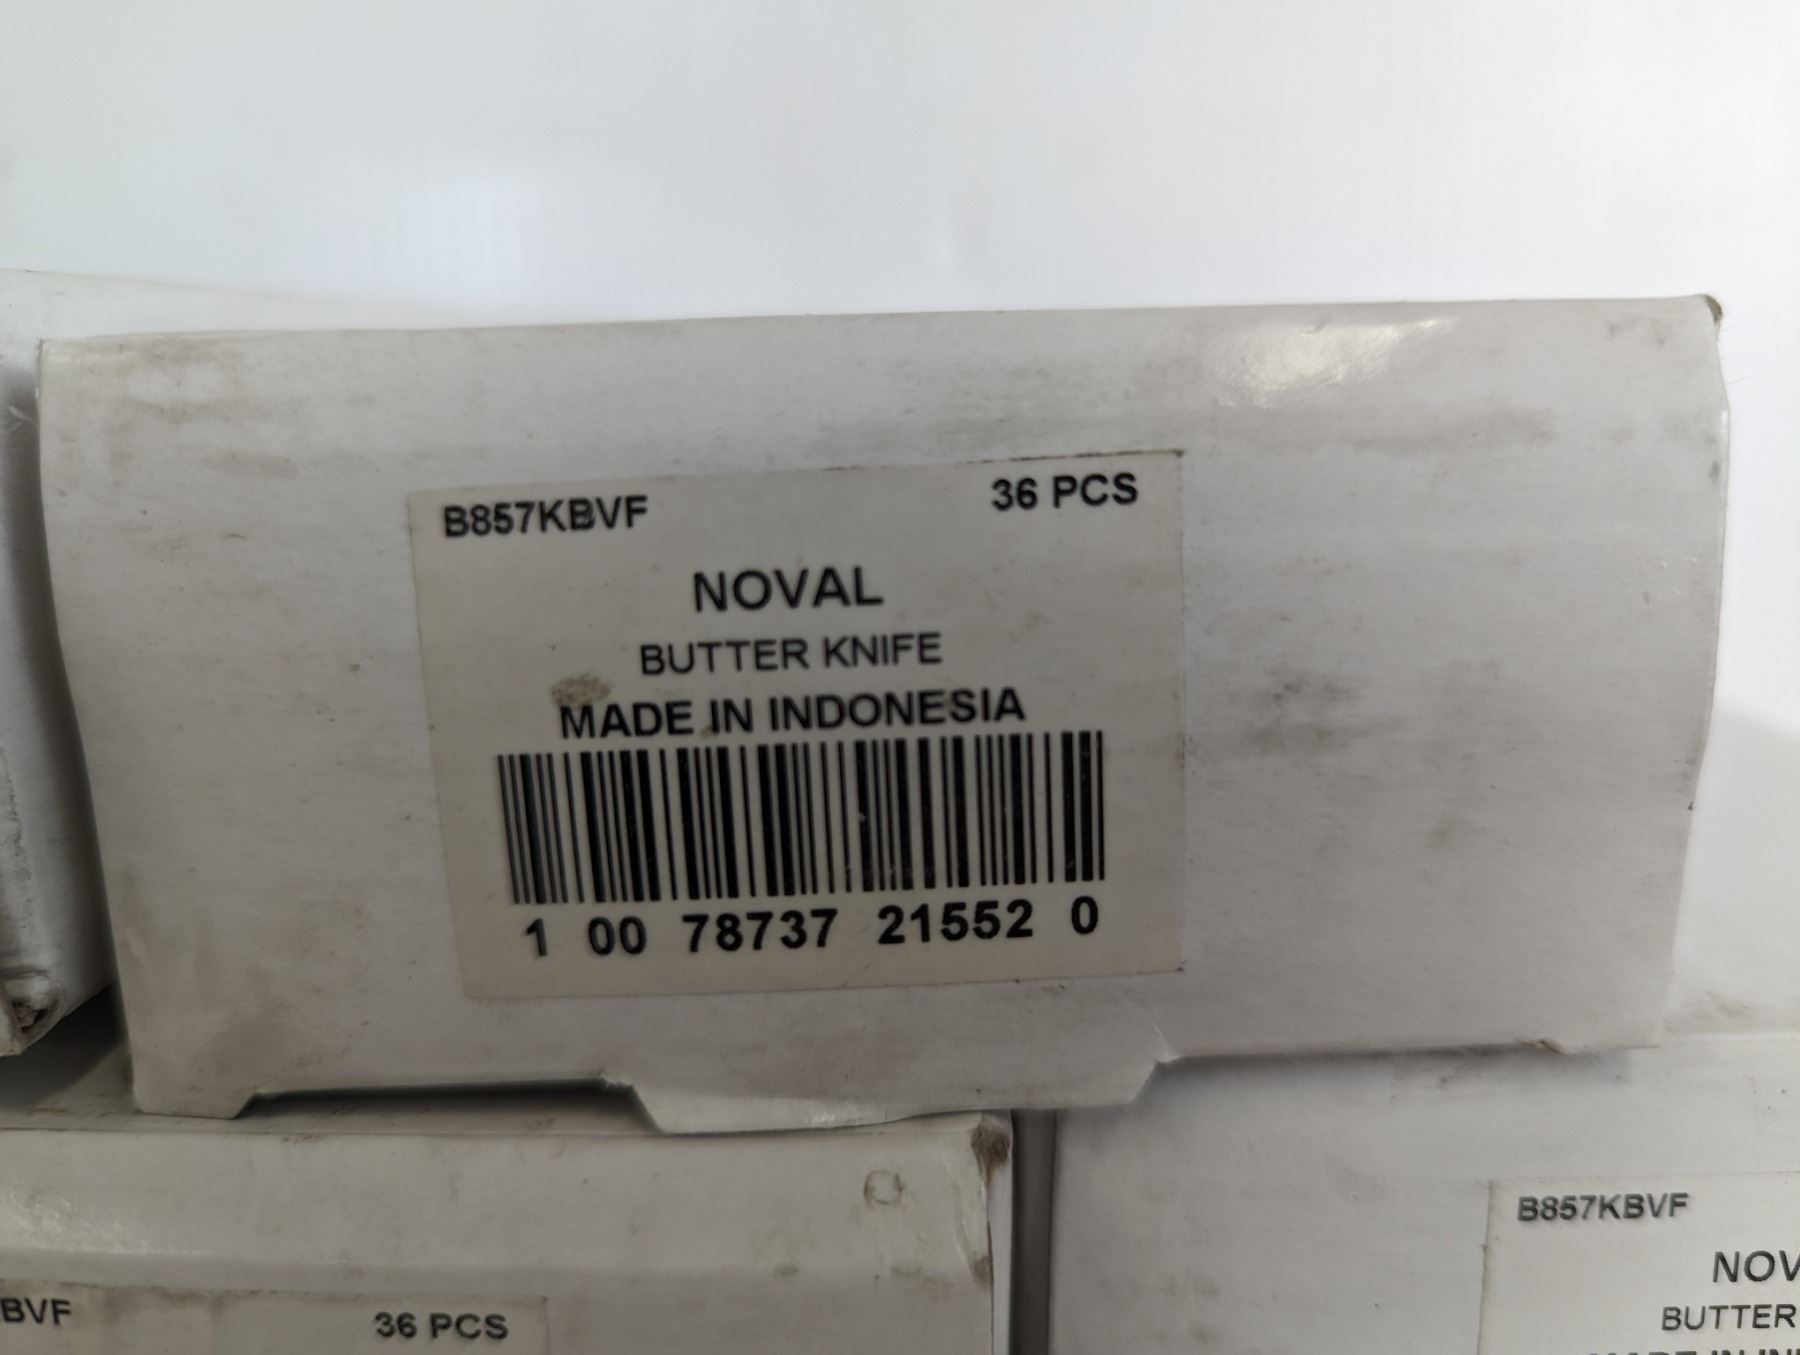 B857KBVF 36 PCS
NOVAL
BUTTER KNIFE
MADE IN INDONESIA
1 00 78737 21552 0
BVF 36 PCS
B857KBVF
NOV
BUTTER